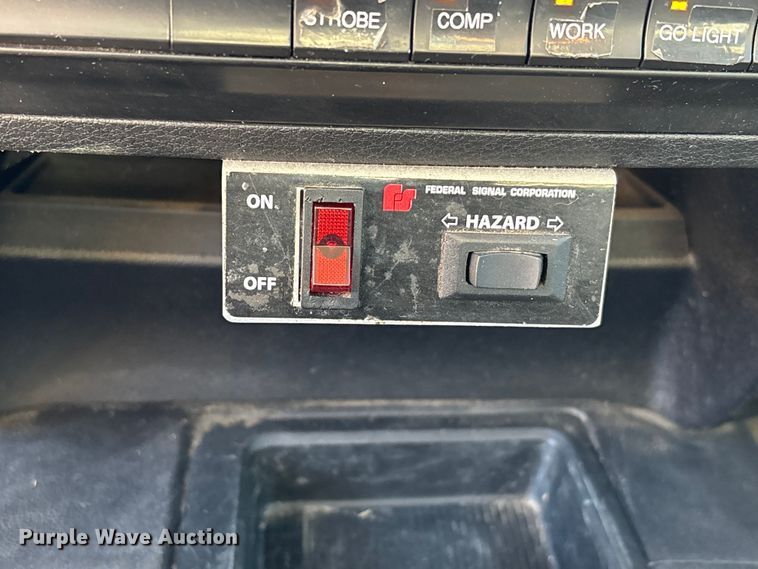 STROBE
COMP
WORK
GO LIGHT
FEDERAL SIGNAL CORPORATION
ON
HAZARD
OFF
Purple Wave Auction